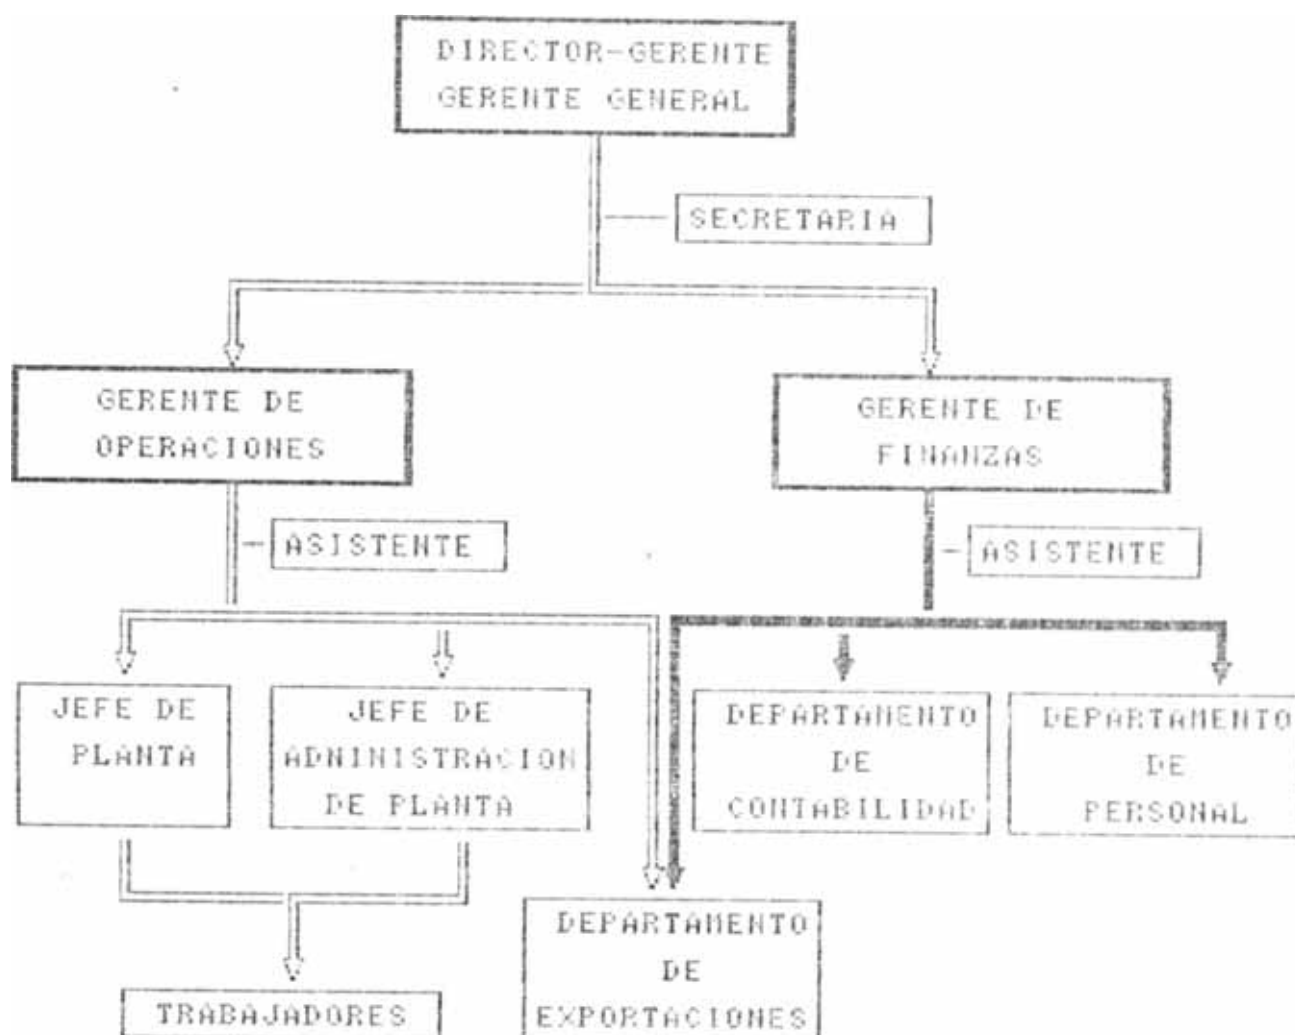 DIRECTOR-GERENTE
GERENTE GENERAL
SECRETARIA
GERENTE DE
OPERACIONES
GERENTE DE
FINANZAS
ASISTENTE
ASISTENTE
JEFE DE
PLANTA
JEFE DE
ADNINISTRACION
DE PLANTA
DEPARTAMENTO
DE
CONTABILIDAD
DEPARTAMENTO
DE
PERSONAL
TRABAJADORES
DEPARTAMENTO
DE
EXPORTACIONES